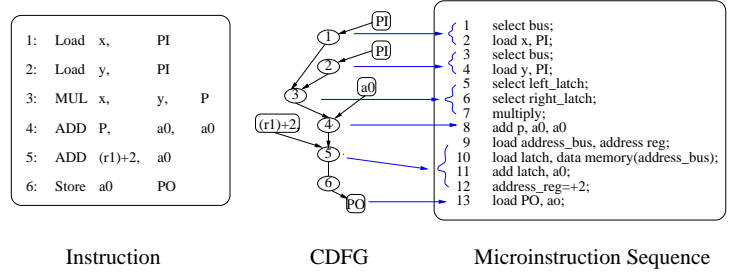 1: Load x, PI
2: Load y, PI
3: MUL x, y, P
4: ADD P, a0, a0
5: ADD (r1)+2, a0
6: Store a0 PO
Instruction
PI
1
PI
2
3
a0
(r1)+2
4
5
6
PO
CDFG
1 select bus;
2 load x, PI;
3 select bus;
4 load y, PI;
5 select left_latch;
6 select right_latch;
7 multiply;
8 add p, a0, a0
9 load address_bus, address reg;
10 load latch, data memory(address_bus);
11 add latch, a0;
12 address_reg=+2;
13 load PO, ao;
Microinstruction Sequence